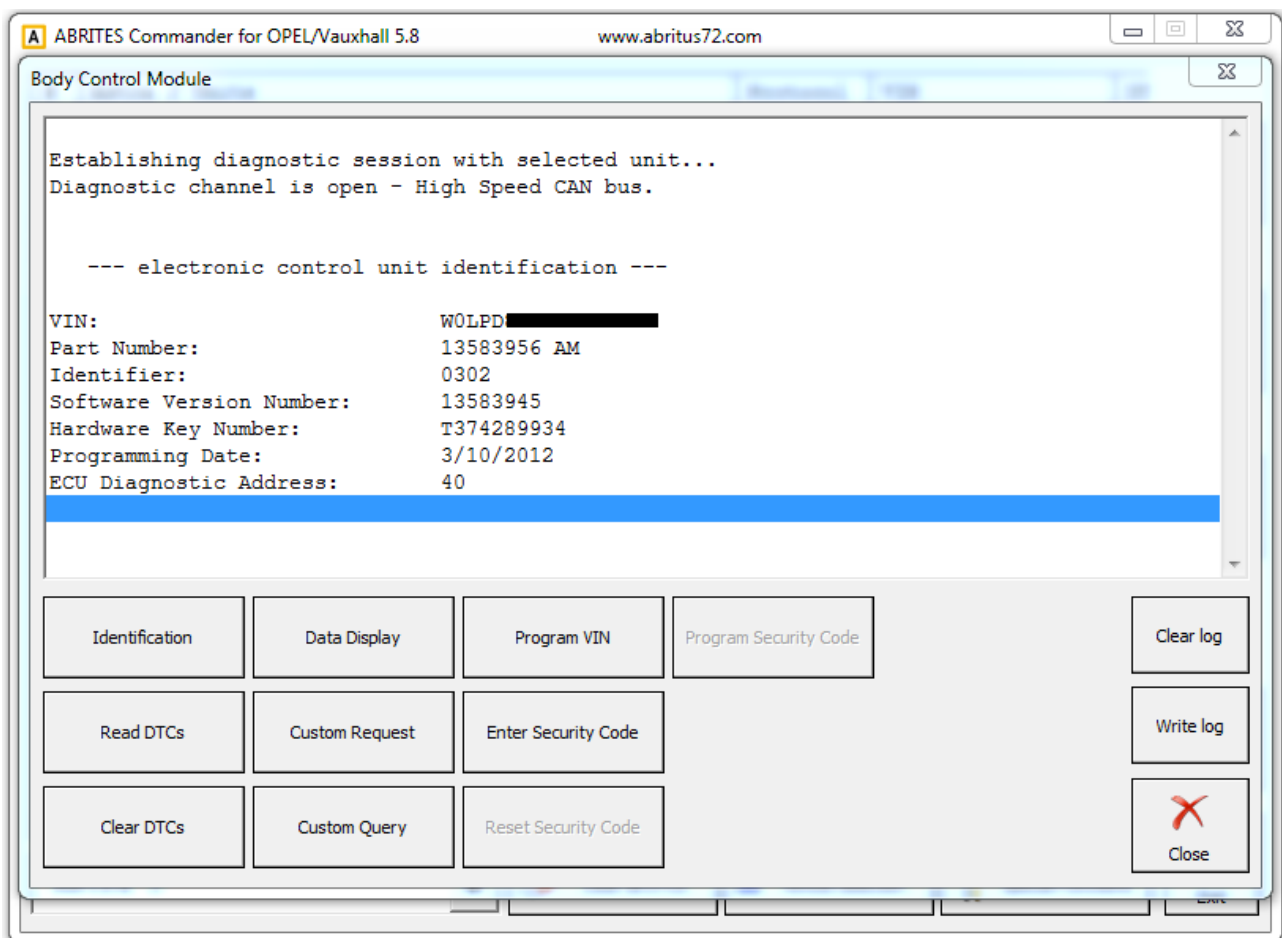 A ABRITES Commander for OPEL/Vauxhall 5.8 www.abritus72.com
Body Control Module
Establishing diagnostic session with selected unit...
Diagnostic channel is open - High Speed CAN bus.
--- electronic control unit identification ---
VIN: W0LPD
Part Number: 13583956 AM
Identifier: 0302
Software Version Number: 13583945
Hardware Key Number: T374289934
Programming Date: 3/10/2012
ECU Diagnostic Address: 40
Identification Data Display Program VIN Program Security Code Clear log
Read DTCs Custom Request Enter Security Code Write log
Clear DTCs Custom Query Reset Security Code Close